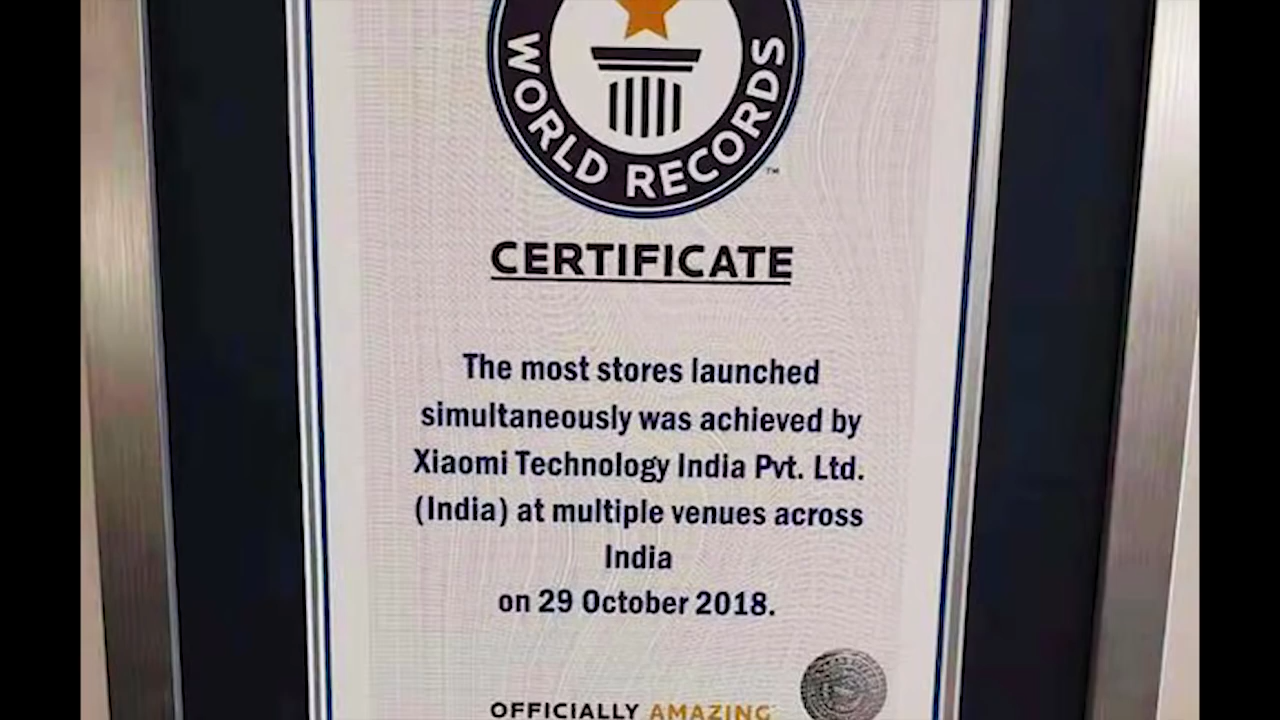 WORLD RECORDS
™
CERTIFICATE
The most stores launched
simultaneously was achieved by
Xiaomi Technology India Pvt. Ltd.
(India) at multiple venues across
India
on 29 October 2018.
OFFICIALLY AMAZING